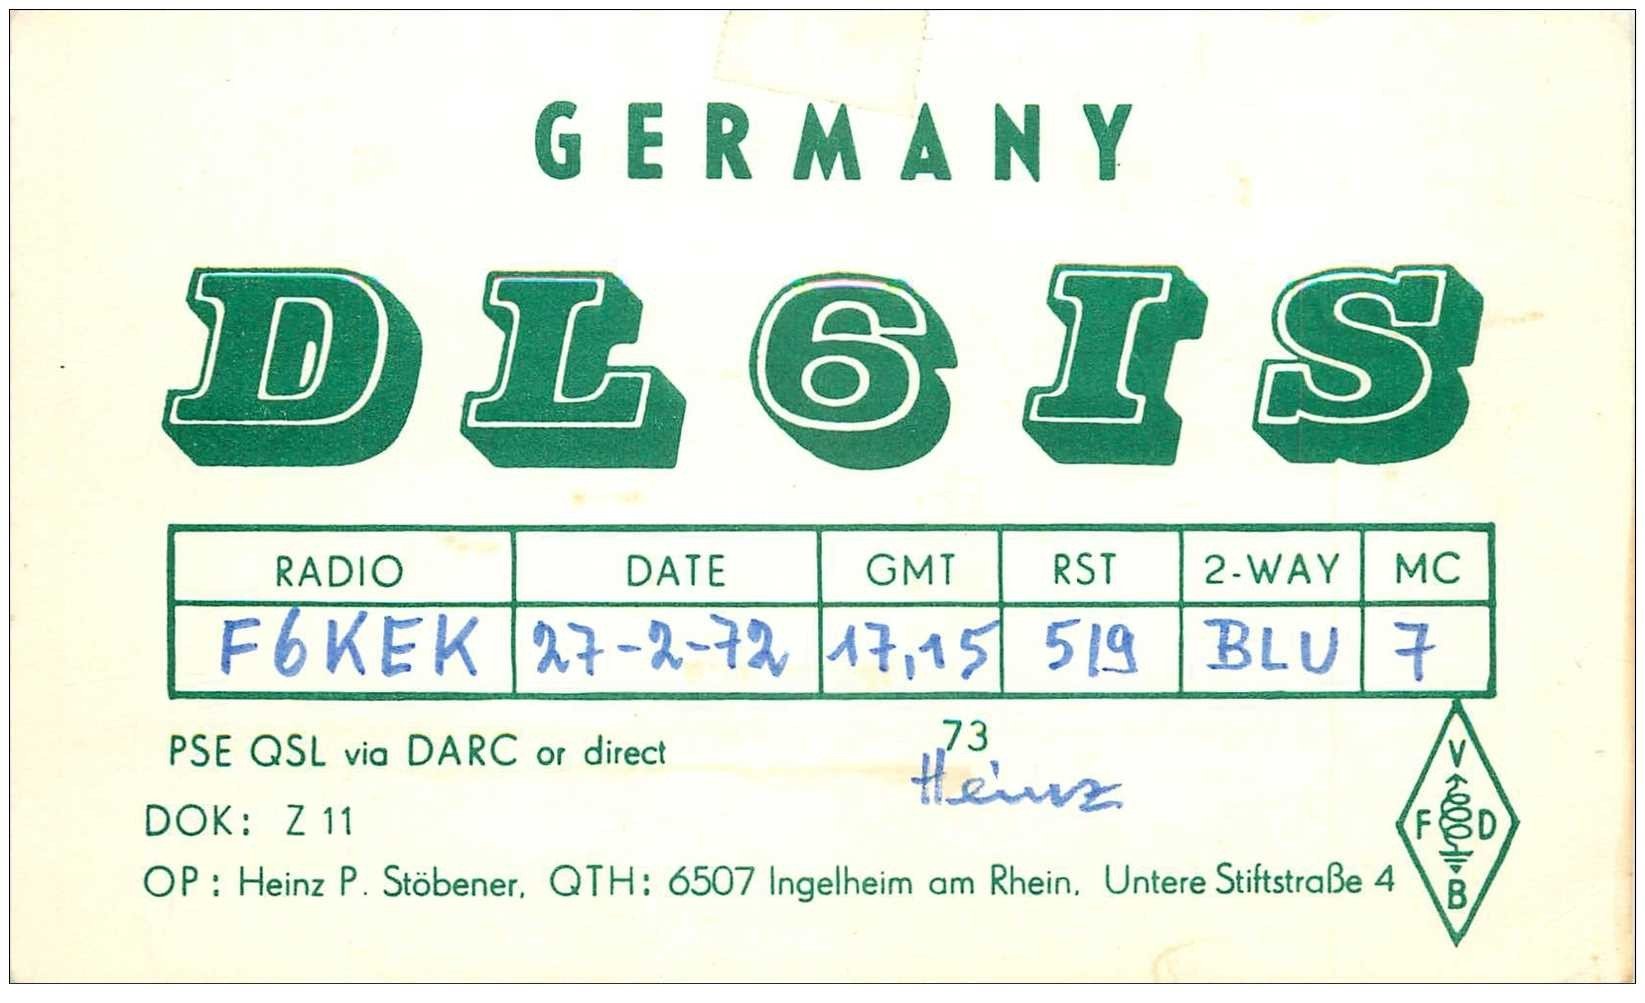 GERMANY
DL6IS
RADIO DATE GMT RST 2-WAY MC
F6KEK 27-2-72 17,15 5/9 BLU 7
PSE QSL via DARC or direct 73
Heinz
DOK: Z 11
OP: Heinz P. Stöbener, QTH: 6507 Ingelheim am Rhein, Untere Stiftstraße 4
V
F D
B